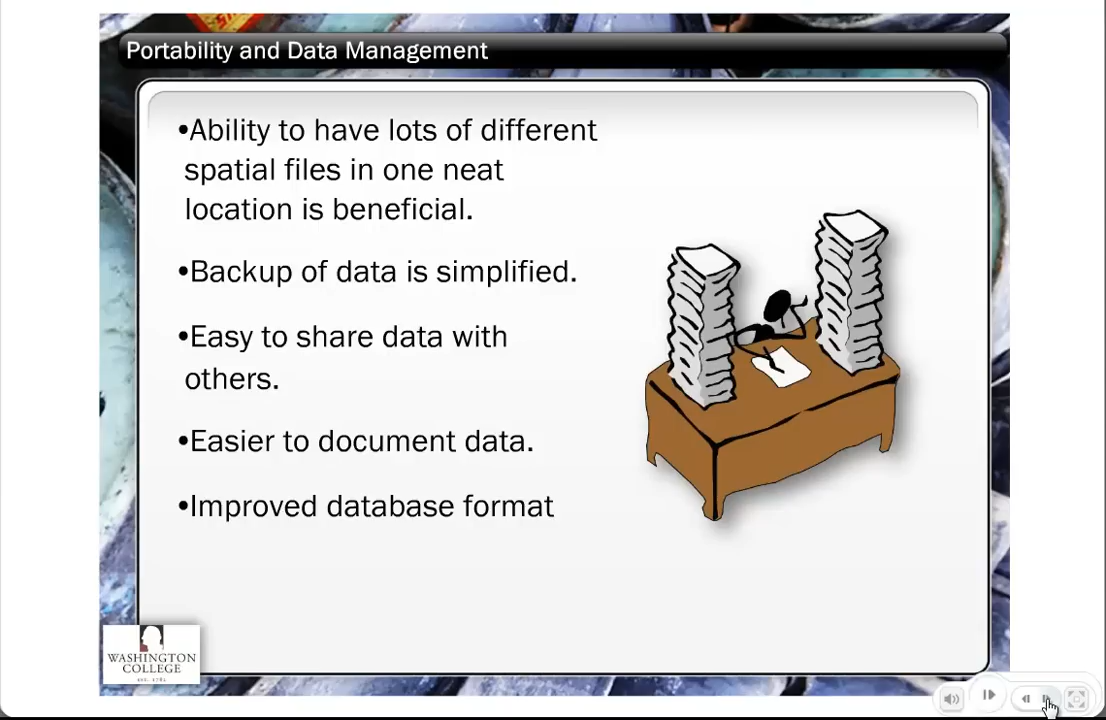 Portability and Data Management
•Ability to have lots of different
spatial files in one neat
location is beneficial.
•Backup of data is simplified.
•Easy to share data with
others.
•Easier to document data.
•Improved database format
WASHINGTON
COLLEGE
EST. 1782